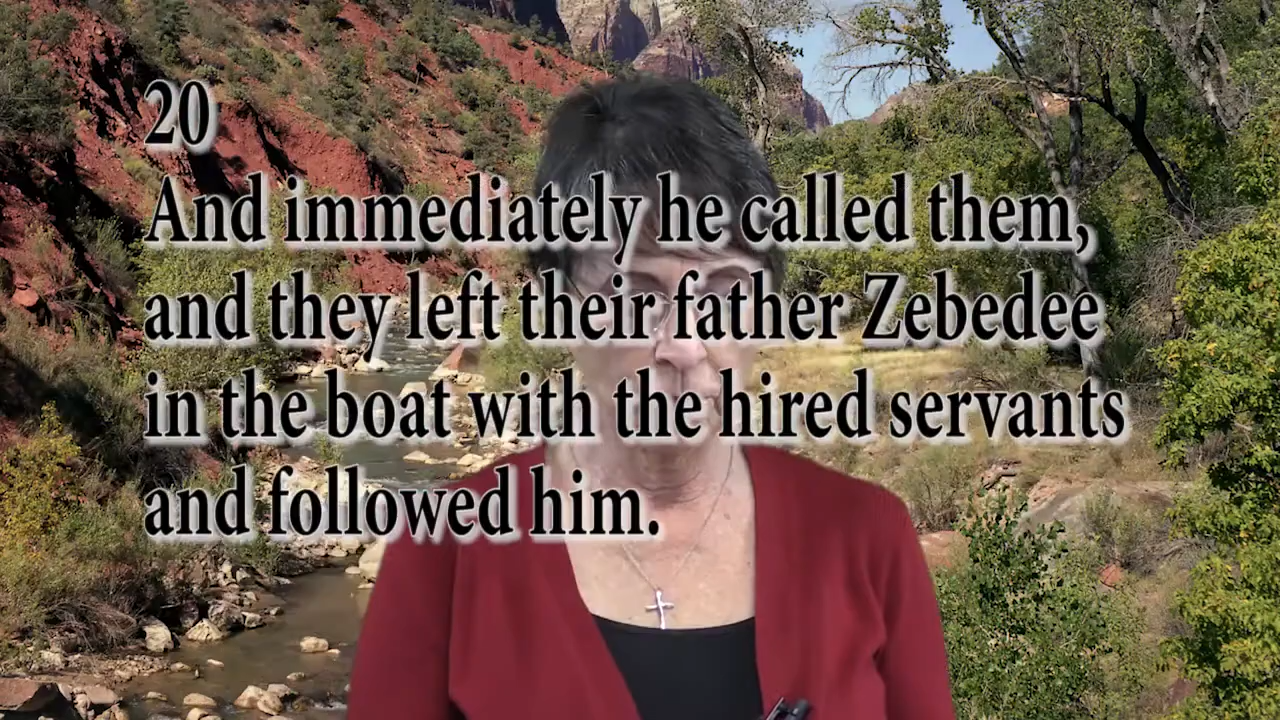 20
And immediately he called them,
and they left their father Zebedee
in the boat with the hired servants
and followed him.